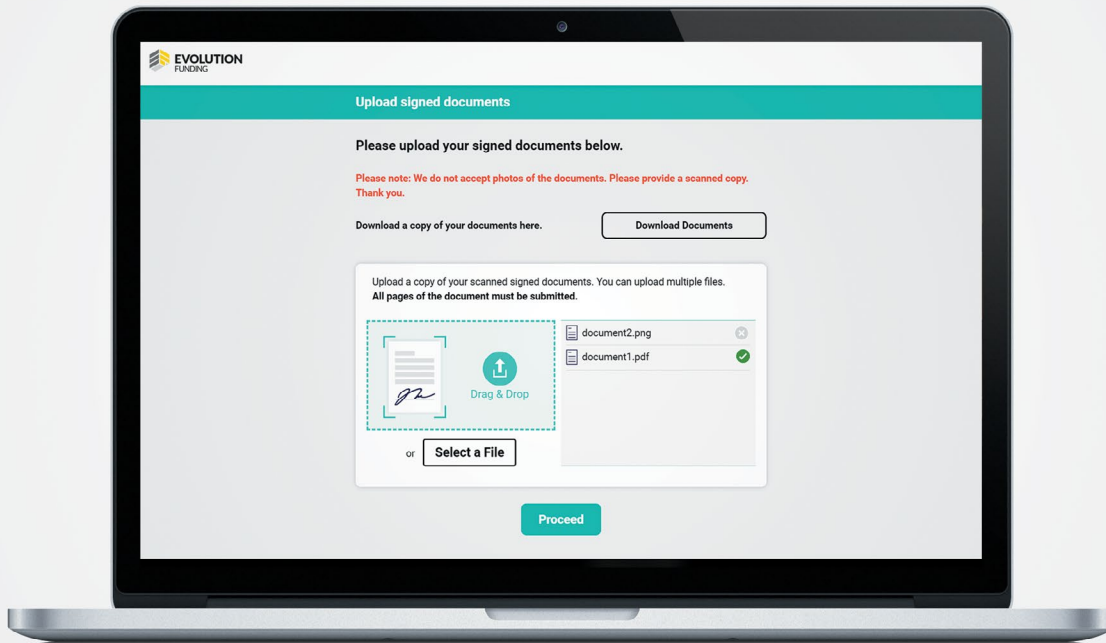 EVOLUTION
FUNDING
Upload signed documents
Please upload your signed documents below.
Please note: We do not accept photos of the documents. Please provide a scanned copy.
Thank you.
Download a copy of your documents here.
Download Documents
Upload a copy of your scanned signed documents. You can upload multiple files.
All pages of the document must be submitted.
document2.png
document1.pdf
Drag & Drop
or
Select a File
Proceed